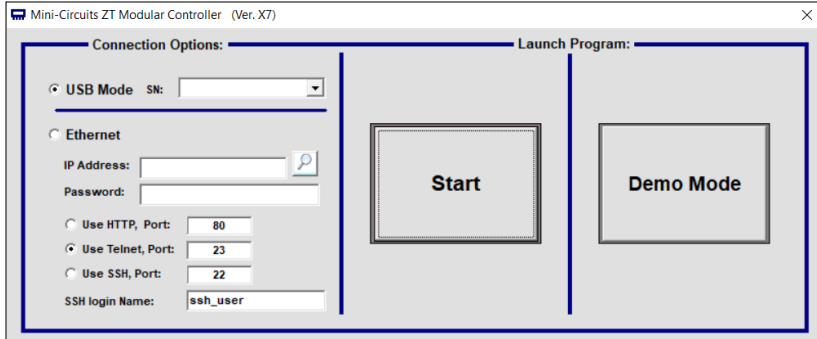 Mini-Circuits ZT Modular Controller (Ver. X7)
Connection Options:
USB Mode SN:
Ethernet
IP Address:
Password:
Use HTTP, Port: 80
Use Telnet, Port: 23
Use SSH, Port: 22
SSH login Name: ssh_user
Launch Program:
Start
Demo Mode